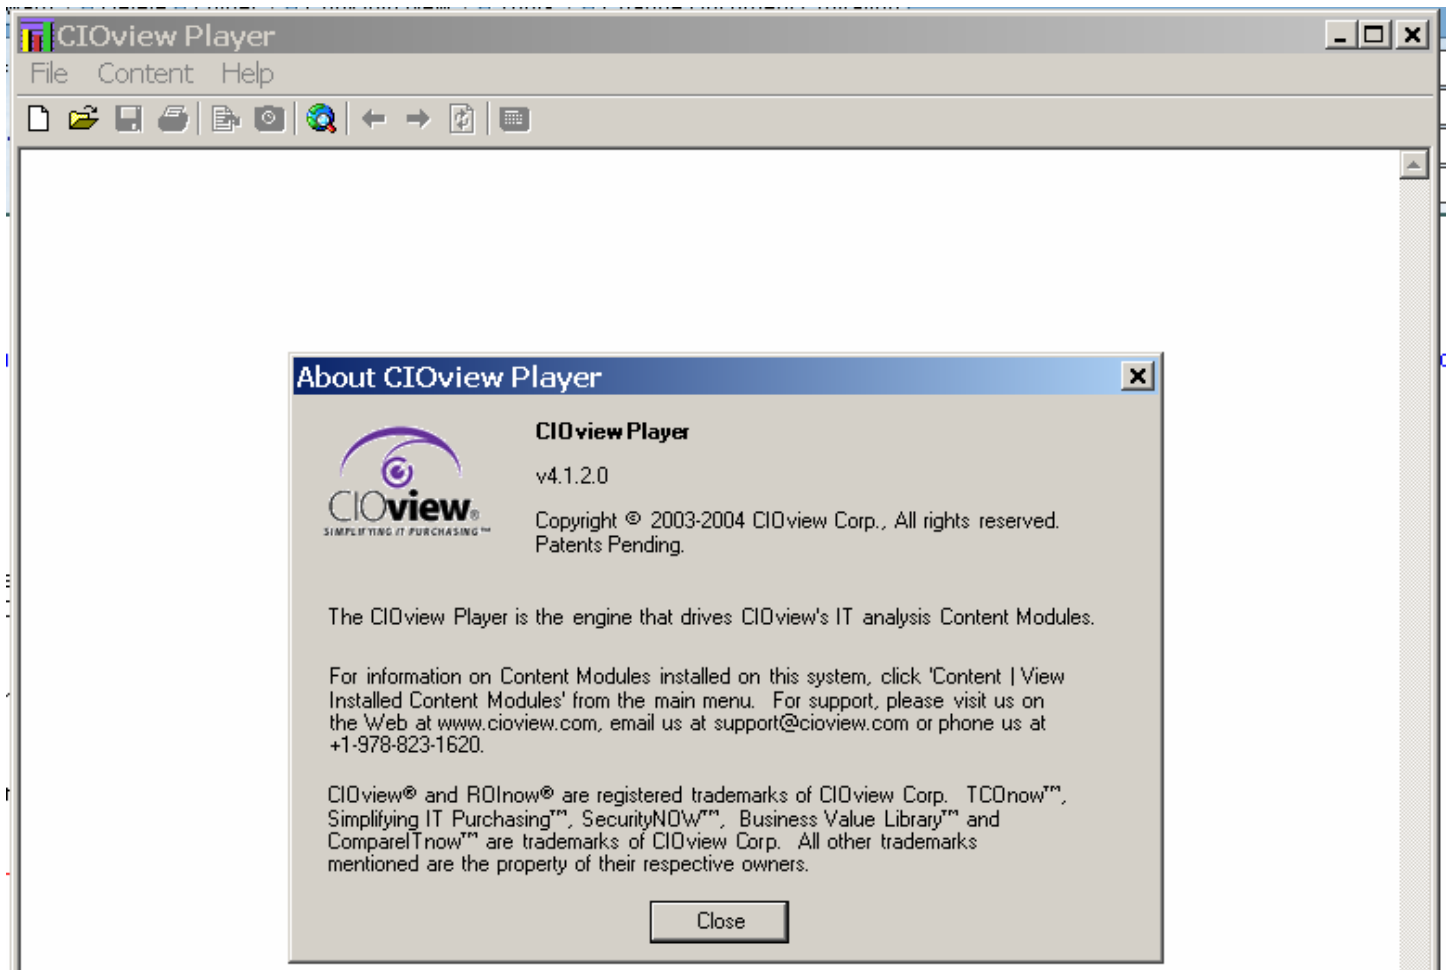 CIOview Player
File Content Help
About CIOview Player
CIOview Player
v4.1.2.0
CIOview®
SIMPLIFYING IT PURCHASING™
Copyright © 2003-2004 CIOview Corp., All rights reserved.
Patents Pending.
The CIOview Player is the engine that drives CIOview's IT analysis Content Modules.
For information on Content Modules installed on this system, click 'Content | View
Installed Content Modules' from the main menu. For support, please visit us on
the Web at www.cioview.com, email us at support@cioview.com or phone us at
+1-978-823-1620.
CIOview® and ROInow® are registered trademarks of CIOview Corp. TCOnow™,
Simplifying IT Purchasing™, SecurityNOW™, Business Value Library™ and
CompareITnow™ are trademarks of CIOview Corp. All other trademarks
mentioned are the property of their respective owners.
Close